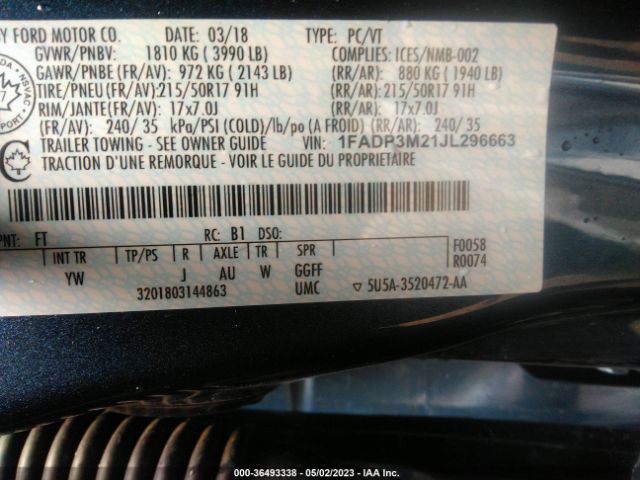 Y FORD MOTOR CO. DATE: 03/18 TYPE: PC/VT
GVWR/PNBV: 1810 KG ( 3990 LB) COMPLIES: ICES/NMB-002
GAWR/PNBE (FR/AV): 972 KG ( 2143 LB) (RR/AR): 880 KG ( 1940 LB)
TIRE/PNEU (FR/AV):215/50R17 91H (RR/AR): 215/50R17 91H
RIM/JANTE(FR/AV): 17x7.0J (RR/AR): 17x7.0J
(FR/AV): 240/ 35 kPa/PSI (COLD)/lb/po (A FROID) (RR/AR): 240/ 35
TRAILER TOWING - SEE OWNER GUIDE VIN: 1FADP3M21JL296663
TRACTION D'UNE REMORQUE - VOIR LE GUIDE DU PROPRIETAIRE
PNT: FT RC: B1 DSO:
INT TR TP/PS R AXLE TR SPR F0058
YW J AU W GGFF R0074
3201803144863 UMC ▽ 5U5A-3520472-AA
NSVAC
PORT
000-36493338 - 05/02/2023 - IAA Inc.